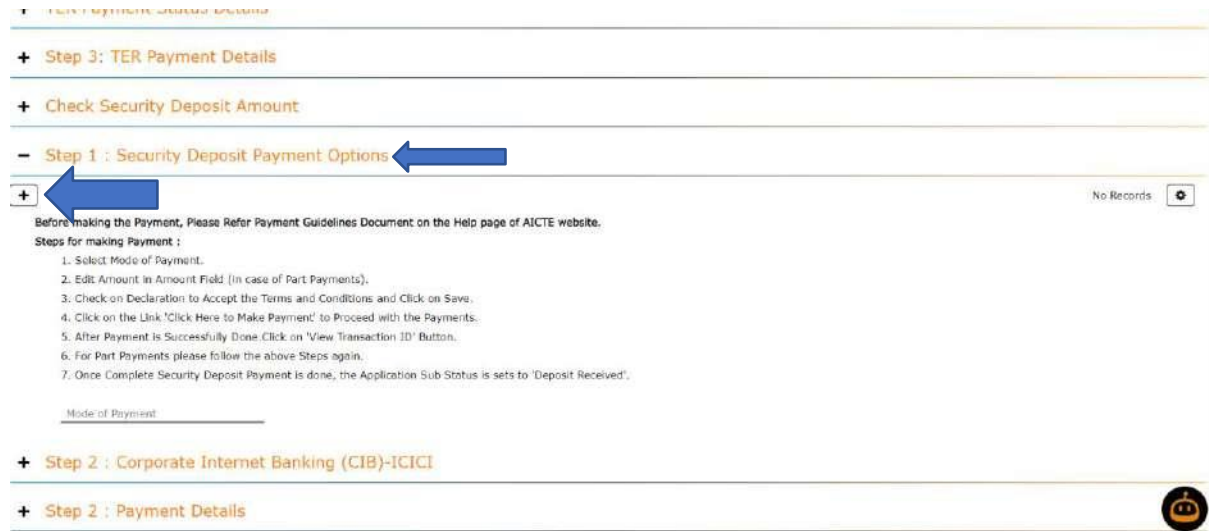 + TER Payment Status Details
+ Step 3: TER Payment Details
+ Check Security Deposit Amount
- Step 1 : Security Deposit Payment Options
+
No Records
Before making the Payment, Please Refer Payment Guidelines Document on the Help page of AICTE website.
Steps for making Payment :
1. Select Mode of Payment.
2. Edit Amount in Amount Field (In case of Part Payments).
3. Check on Declaration to Accept the Terms and Conditions and Click on Save.
4. Click on the Link 'Click Here to Make Payment' to Proceed with the Payments.
5. After Payment is Successfully Done Click on 'View Transaction ID' Button.
6. For Part Payments please follow the above Steps again.
7. Once Complete Security Deposit Payment is done, the Application Sub Status is sets to 'Deposit Received'.
Mode of Payment
+ Step 2 : Corporate Internet Banking (CIB)-ICICI
+ Step 2 : Payment Details